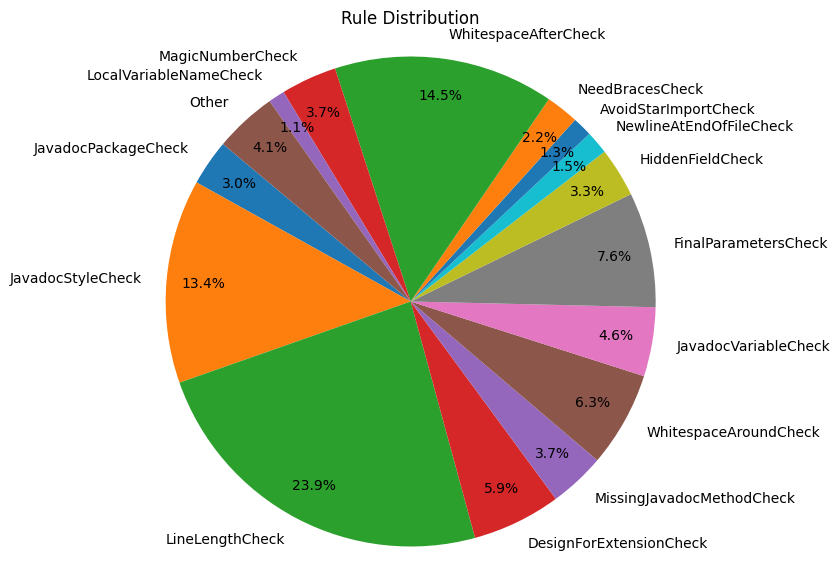 Rule Distribution
WhitespaceAfterCheck
14.5%
MagicNumberCheck
3.7%
LocalVariableNameCheck
1.1%
Other
4.1%
JavadocPackageCheck
3.0%
JavadocStyleCheck
13.4%
LineLengthCheck
23.9%
DesignForExtensionCheck
5.9%
MissingJavadocMethodCheck
3.7%
WhitespaceAroundCheck
6.3%
JavadocVariableCheck
4.6%
FinalParametersCheck
7.6%
HiddenFieldCheck
3.3%
NewlineAtEndOfFileCheck
1.5%
AvoidStarImportCheck
1.3%
NeedBracesCheck
2.2%